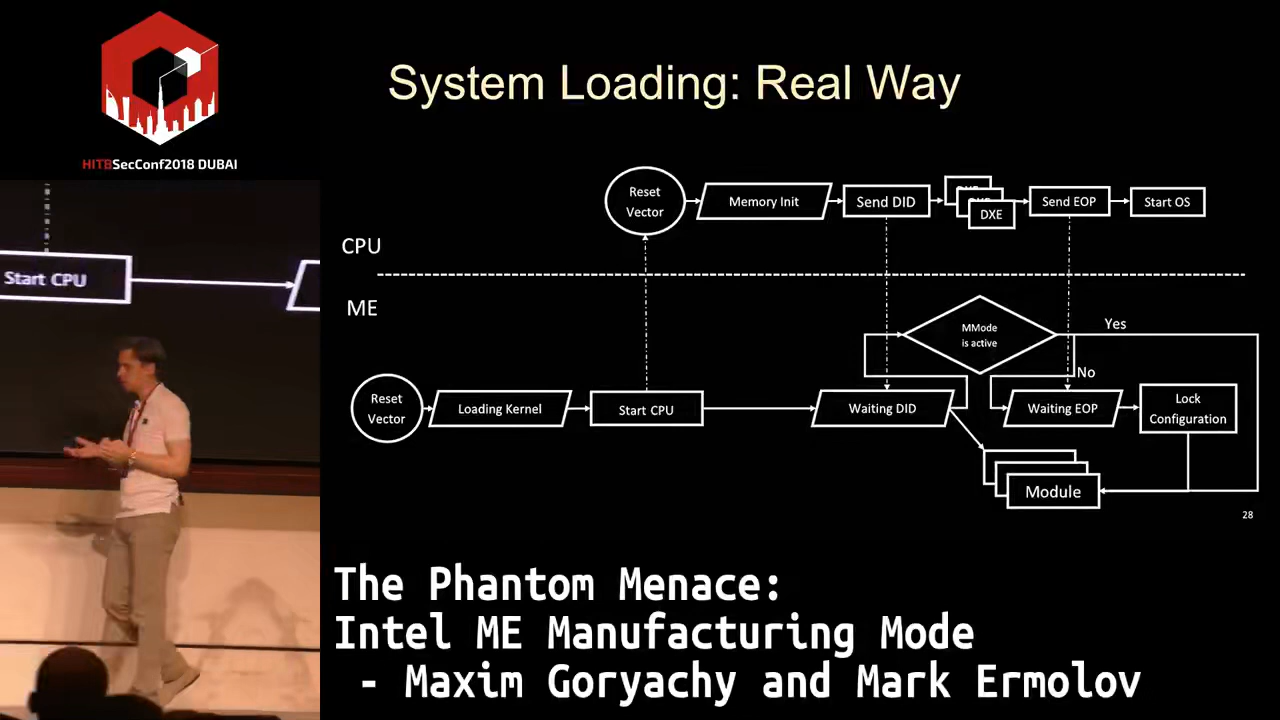 HITBSecConf2018 DUBAI
System Loading: Real Way
Reset
Vector
Memory Init
Send DID
DXE
Send EOP
Start OS
CPU
ME
MMode
is active
Yes
No
Reset
Vector
Loading Kernel
Start CPU
Waiting DID
Waiting EOP
Lock
Configuration
Module
28
Start CPU
The Phantom Menace:
Intel ME Manufacturing Mode
- Maxim Goryachy and Mark Ermolov